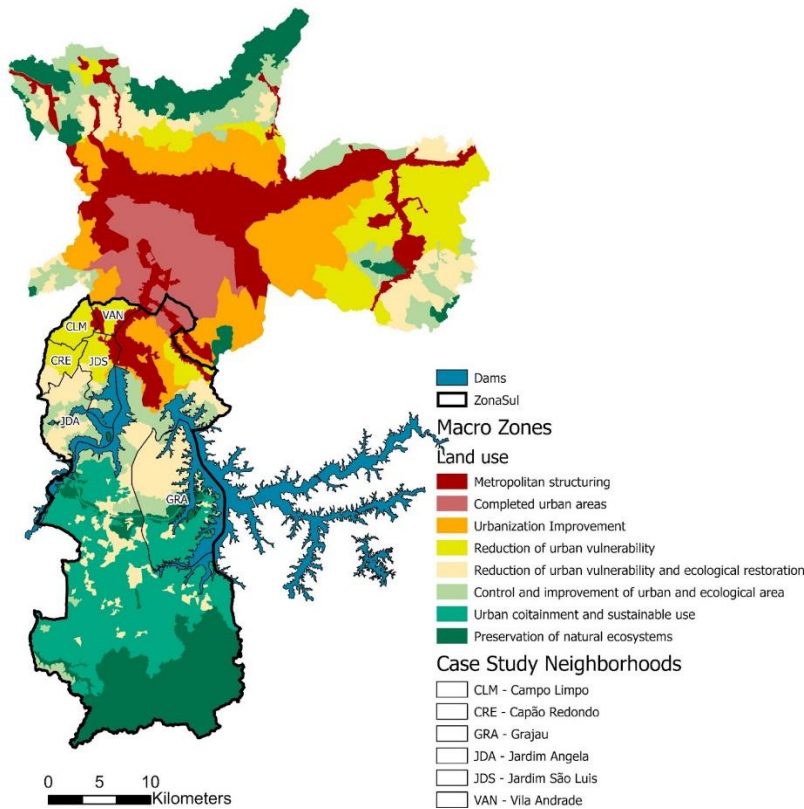 VAN
CLM
CRE
JDS
JDA
GRA
Dams
ZonaSul
Macro Zones
Land use
Metropolitan structuring
Completed urban areas
Urbanization Improvement
Reduction of urban vulnerability
Reduction of urban vulnerability and ecological restoration
Control and improvement of urban and ecological area
Urban coitainment and sustainable use
Preservation of natural ecosystems
Case Study Neighborhoods
CLM - Campo Limpo
CRE - Capão Redondo
GRA - Grajau
JDA - Jardim Angela
JDS - Jardim São Luis
VAN - Vila Andrade
0 5 10
Kilometers